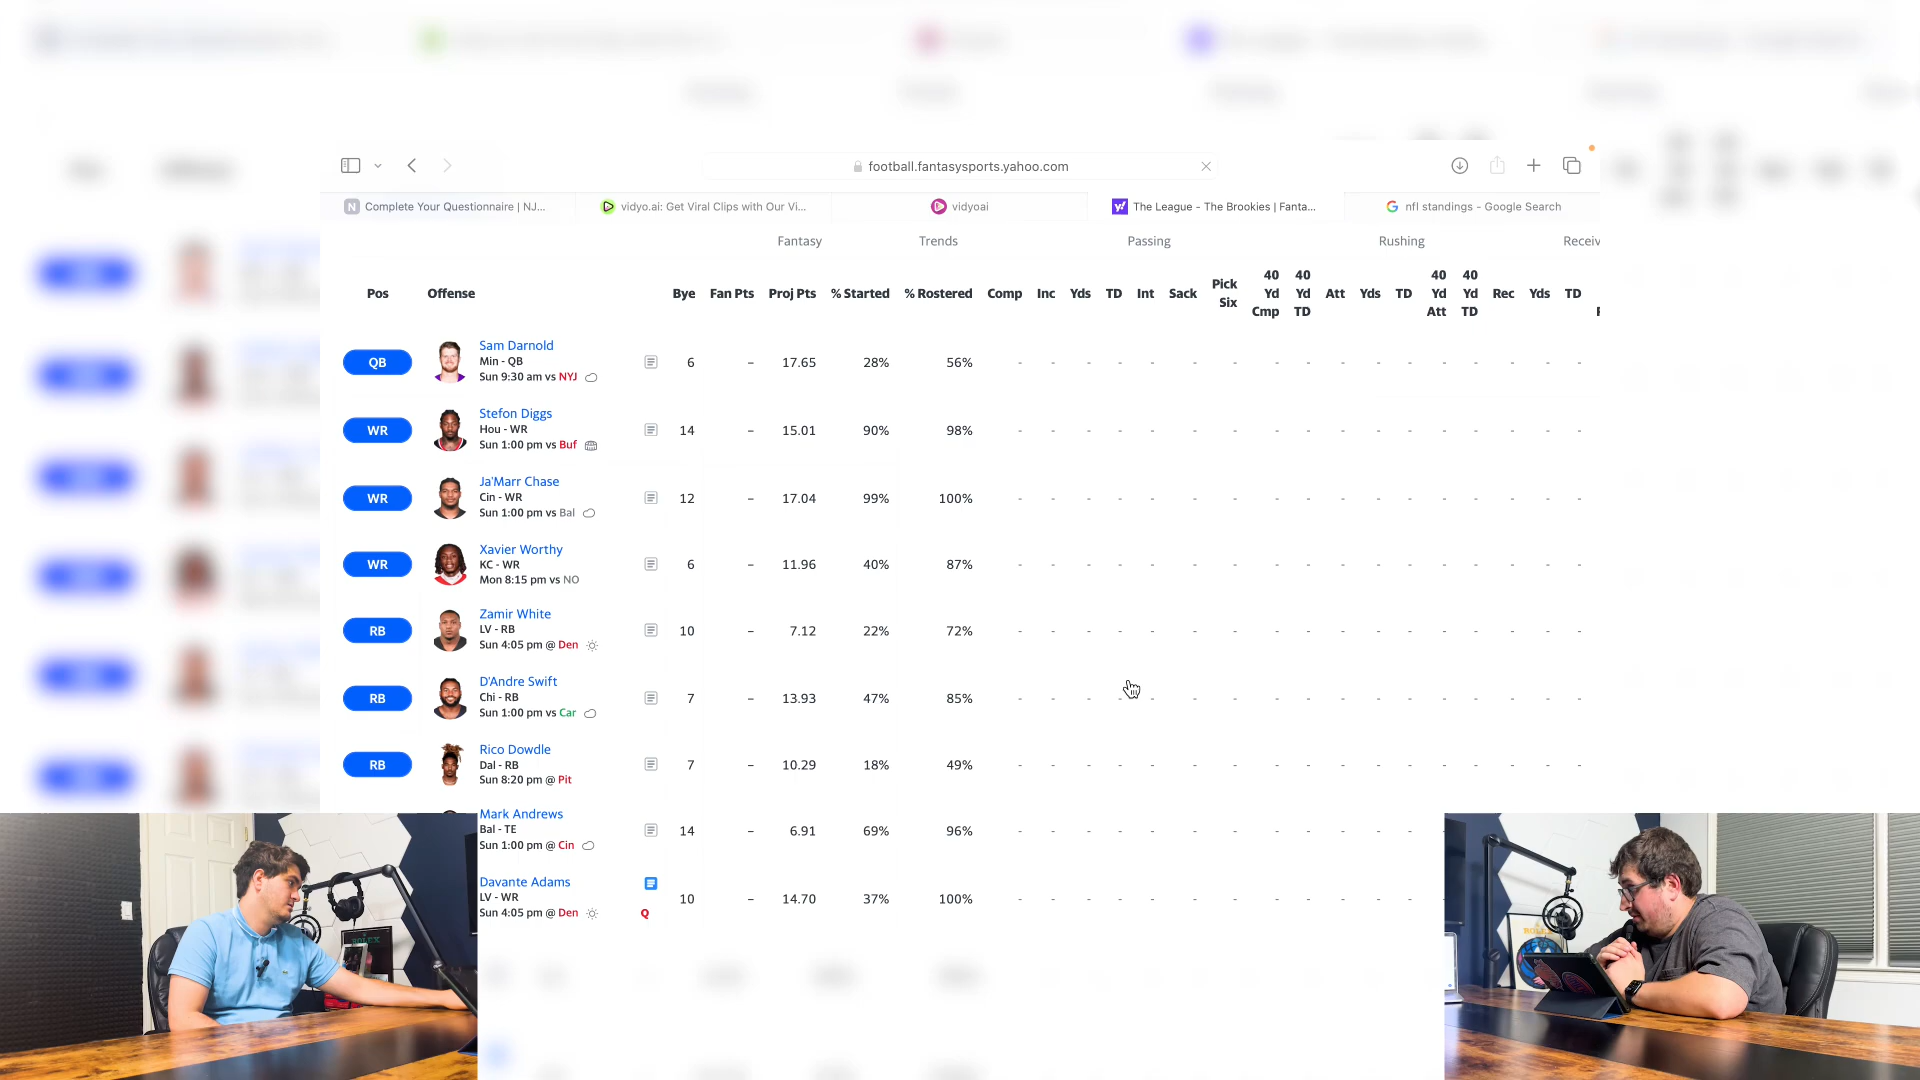 football.fantasysports.yahoo.com
Complete Your Questionnaire | NJ...
vidyo.ai: Get Viral Clips with Our Vi...
vidyoai
The League - The Brookies | Fanta...
nfl standings - Google Search
Fantasy Trends Passing Rushing Receiv
Pos Offense Bye Fan Pts Proj Pts % Started % Rostered Comp Inc Yds TD Int Sack Pick Six 40 Yd Cmp 40 Yd TD Att Yds TD 40 Yd Att 40 Yd TD Rec Yds TD
QB Sam Darnold 6 – 17.65 28% 56% - - - - - - - - - - - - - - - - -
Min - QB
Sun 9:30 am vs NYJ
WR Stefon Diggs 14 – 15.01 90% 98% - - - - - - - - - - - - - - - - -
Hou - WR
Sun 1:00 pm vs Buf
WR Ja'Marr Chase 12 – 17.04 99% 100% - - - - - - - - - - - - - - - - -
Cin - WR
Sun 1:00 pm vs Bal
WR Xavier Worthy 6 – 11.96 40% 87% - - - - - - - - - - - - - - - - -
KC - WR
Mon 8:15 pm vs NO
RB Zamir White 10 – 7.12 22% 72% - - - - - - - - - - - - - - - - -
LV - RB
Sun 4:05 pm @ Den
RB D'Andre Swift 7 – 13.93 47% 85% - - - - - - - - - - - - - - - - -
Chi - RB
Sun 1:00 pm vs Car
RB Rico Dowdle 7 – 10.29 18% 49% - - - - - - - - - - - - - - - - -
Dal - RB
Sun 8:20 pm @ Pit
Mark Andrews 14 – 6.91 69% 96% - - - - - - - - - - - - - - - - -
Bal - TE
Sun 1:00 pm @ Cin
Davante Adams 10 – 14.70 37% 100% - - - - - - - - - - - - -
LV - WR
Sun 4:05 pm @ Den Q
ROLEX
ROLEX